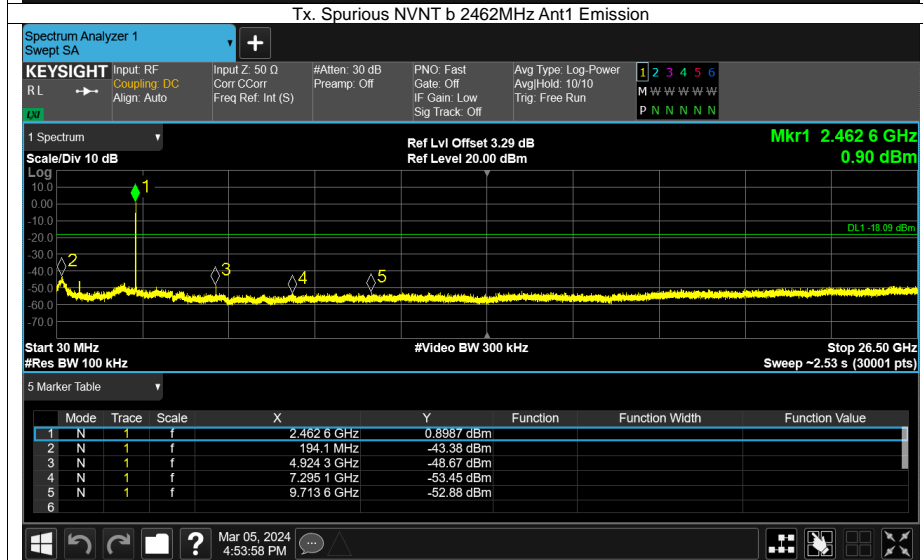 Tx. Spurious NVNT b 2462MHz Ant1 Emission
Spectrum Analyzer 1
Swept SA
+
KEYSIGHT Input: RF Input Z: 50 Ω #Atten: 30 dB PNO: Fast Avg Type: Log-Power 1 2 3 4 5 6
RL Coupling: DC Corr CCorr Preamp: Off Gate: Off Avg|Hold: 10/10 M W W W W W
Align: Auto Freq Ref: Int (S) IF Gain: Low Trig: Free Run
LXI Sig Track: Off P N N N N N
1 Spectrum Ref Lvl Offset 3.29 dB Mkr1 2.462 6 GHz
Scale/Div 10 dB Ref Level 20.00 dBm 0.90 dBm
Log
10.0
0.00
-10.0
-20.0
-30.0
-40.0
-50.0
-60.0
-70.0
1
2
3
4
5
DL1 -18.09 dBm
Start 30 MHz #Video BW 300 kHz Stop 26.50 GHz
#Res BW 100 kHz Sweep ~2.53 s (30001 pts)
5 Marker Table
Mode Trace Scale X Y Function Function Width Function Value
1 N 1 f 2.462 6 GHz 0.8987 dBm
2 N 1 f 194.1 MHz -43.38 dBm
3 N 1 f 4.924 3 GHz -48.67 dBm
4 N 1 f 7.295 1 GHz -53.45 dBm
5 N 1 f 9.713 6 GHz -52.88 dBm
6
? Mar 05, 2024
4:53:58 PM